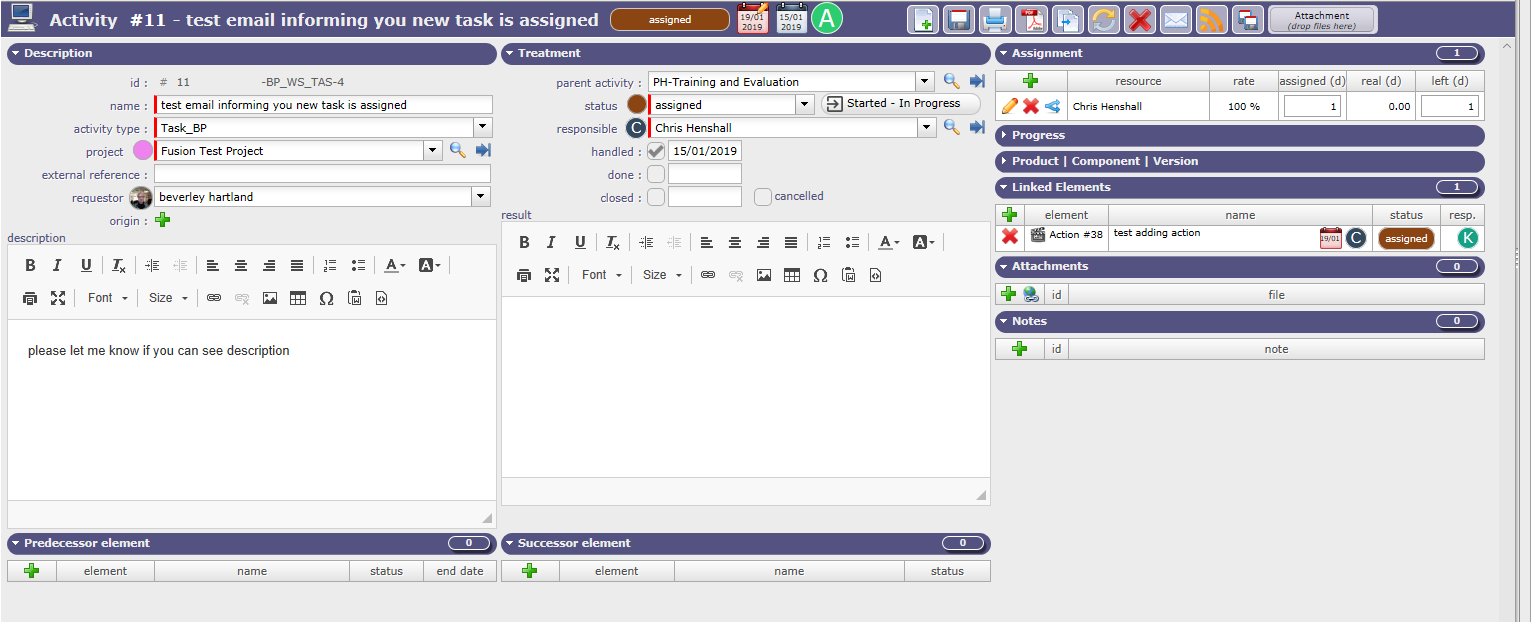 Activity #11 - test email informing you new task is assigned
assigned
19/01 2019
15/01 2019
A
PDF
Attachment
(drop files here)
Description
id : # 11 -BP_WS_TAS-4
name : test email informing you new task is assigned
activity type : Task_BP
project Fusion Test Project
external reference :
requestor beverley hartland
origin :
description
B I U Tx A A
Font Size
please let me know if you can see description
Predecessor element 0
element name status end date
Treatment
parent activity : PH-Training and Evaluation
status assigned Started - In Progress
responsible C Chris Henshall
handled : 15/01/2019
done :
closed : cancelled
result
B I U Tx A A
Font Size
Successor element 0
element name status
Assignment 1
resource rate assigned (d) real (d) left (d)
Chris Henshall 100 % 1 0.00 1
Progress
Product | Component | Version
Linked Elements 1
element name status resp.
Action #38 test adding action 19/01 C assigned K
Attachments 0
id file
Notes 0
id note